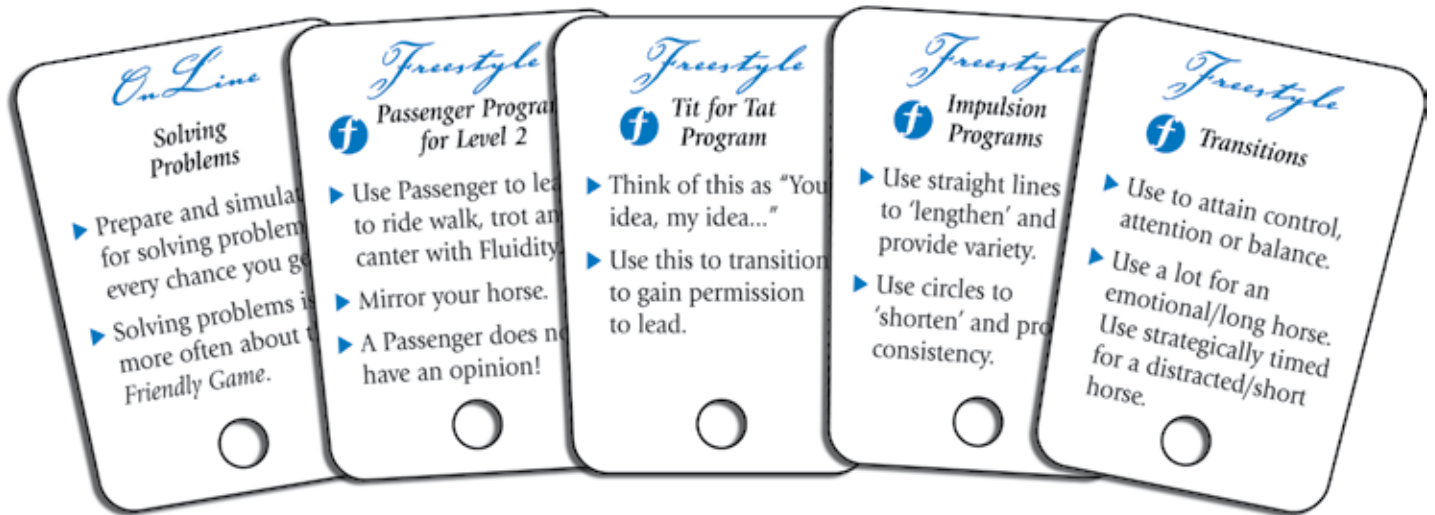 On Line
Solving
Problems
Prepare and simulat
for solving problem
every chance you g
Solving problems i
more often about t
Friendly Game.
Freestyle
f
Passenger Progra
for Level 2
Use Passenger to lea
to ride walk, trot an
canter with Fluidity.
Mirror your horse.
A Passenger does no
have an opinion!
Freestyle
f
Tit for Tat
Program
Think of this as "You
idea, my idea..."
Use this to transition
to gain permission
to lead.
Freestyle
f
Impulsion
Programs
Use straight lines
to 'lengthen' and
provide variety.
Use circles to
'shorten' and pro
consistency.
Freestyle
f
Transitions
Use to attain control,
attention or balance.
Use a lot for an
emotional/long horse.
Use strategically timed
for a distracted/short
horse.